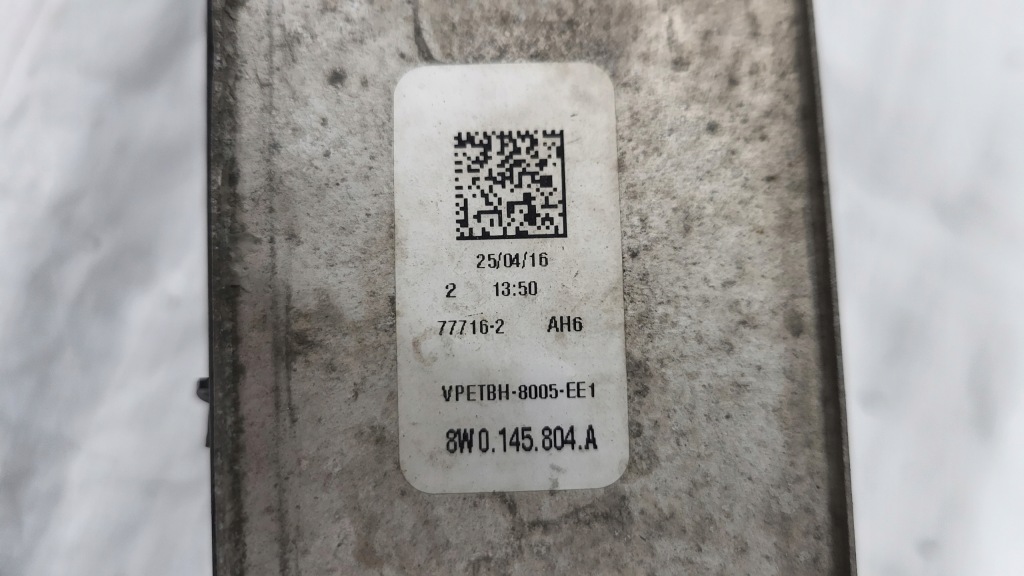 25/04/16
2 13:50
77716-2 AH6
VPETBH-8005-EE1
8W0.145.804.A